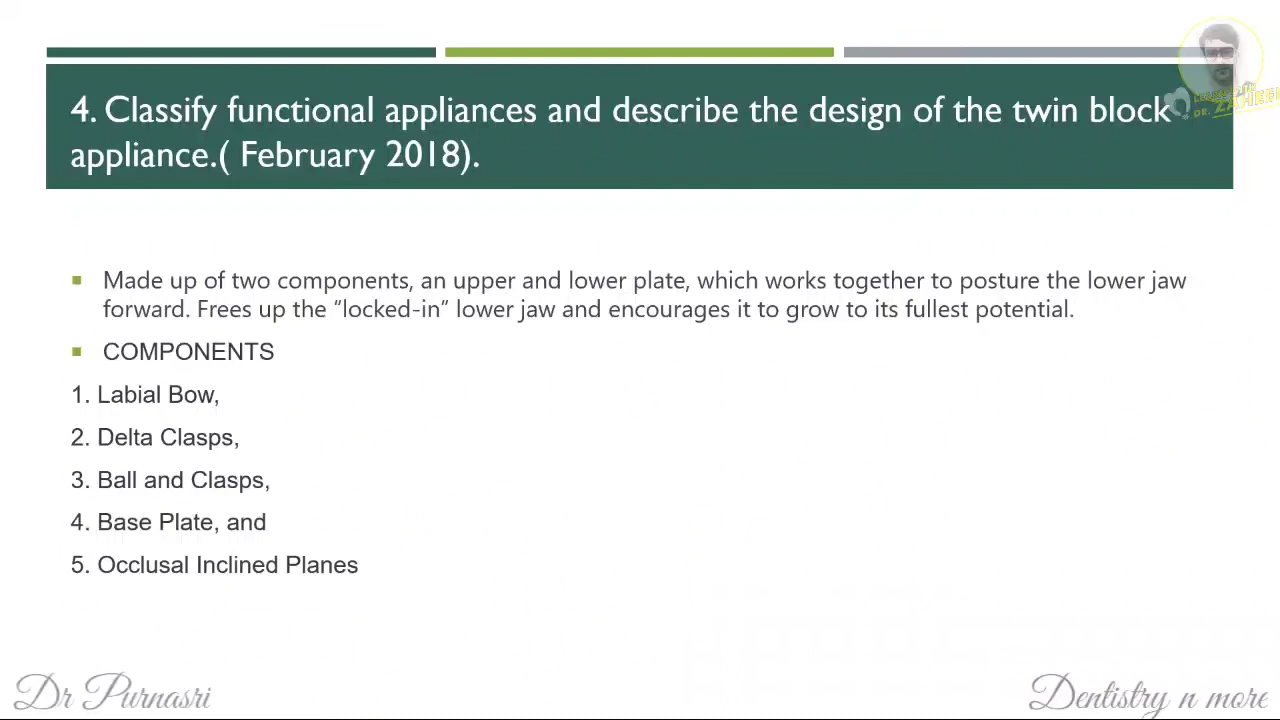 4. Classify functional appliances and describe the design of the twin block
appliance.( February 2018).
DR. ZAHEER
▪ Made up of two components, an upper and lower plate, which works together to posture the lower jaw
forward. Frees up the “locked-in” lower jaw and encourages it to grow to its fullest potential.
▪ COMPONENTS
1. Labial Bow,
2. Delta Clasps,
3. Ball and Clasps,
4. Base Plate, and
5. Occlusal Inclined Planes
Dr Purnasri
Dentistry n more